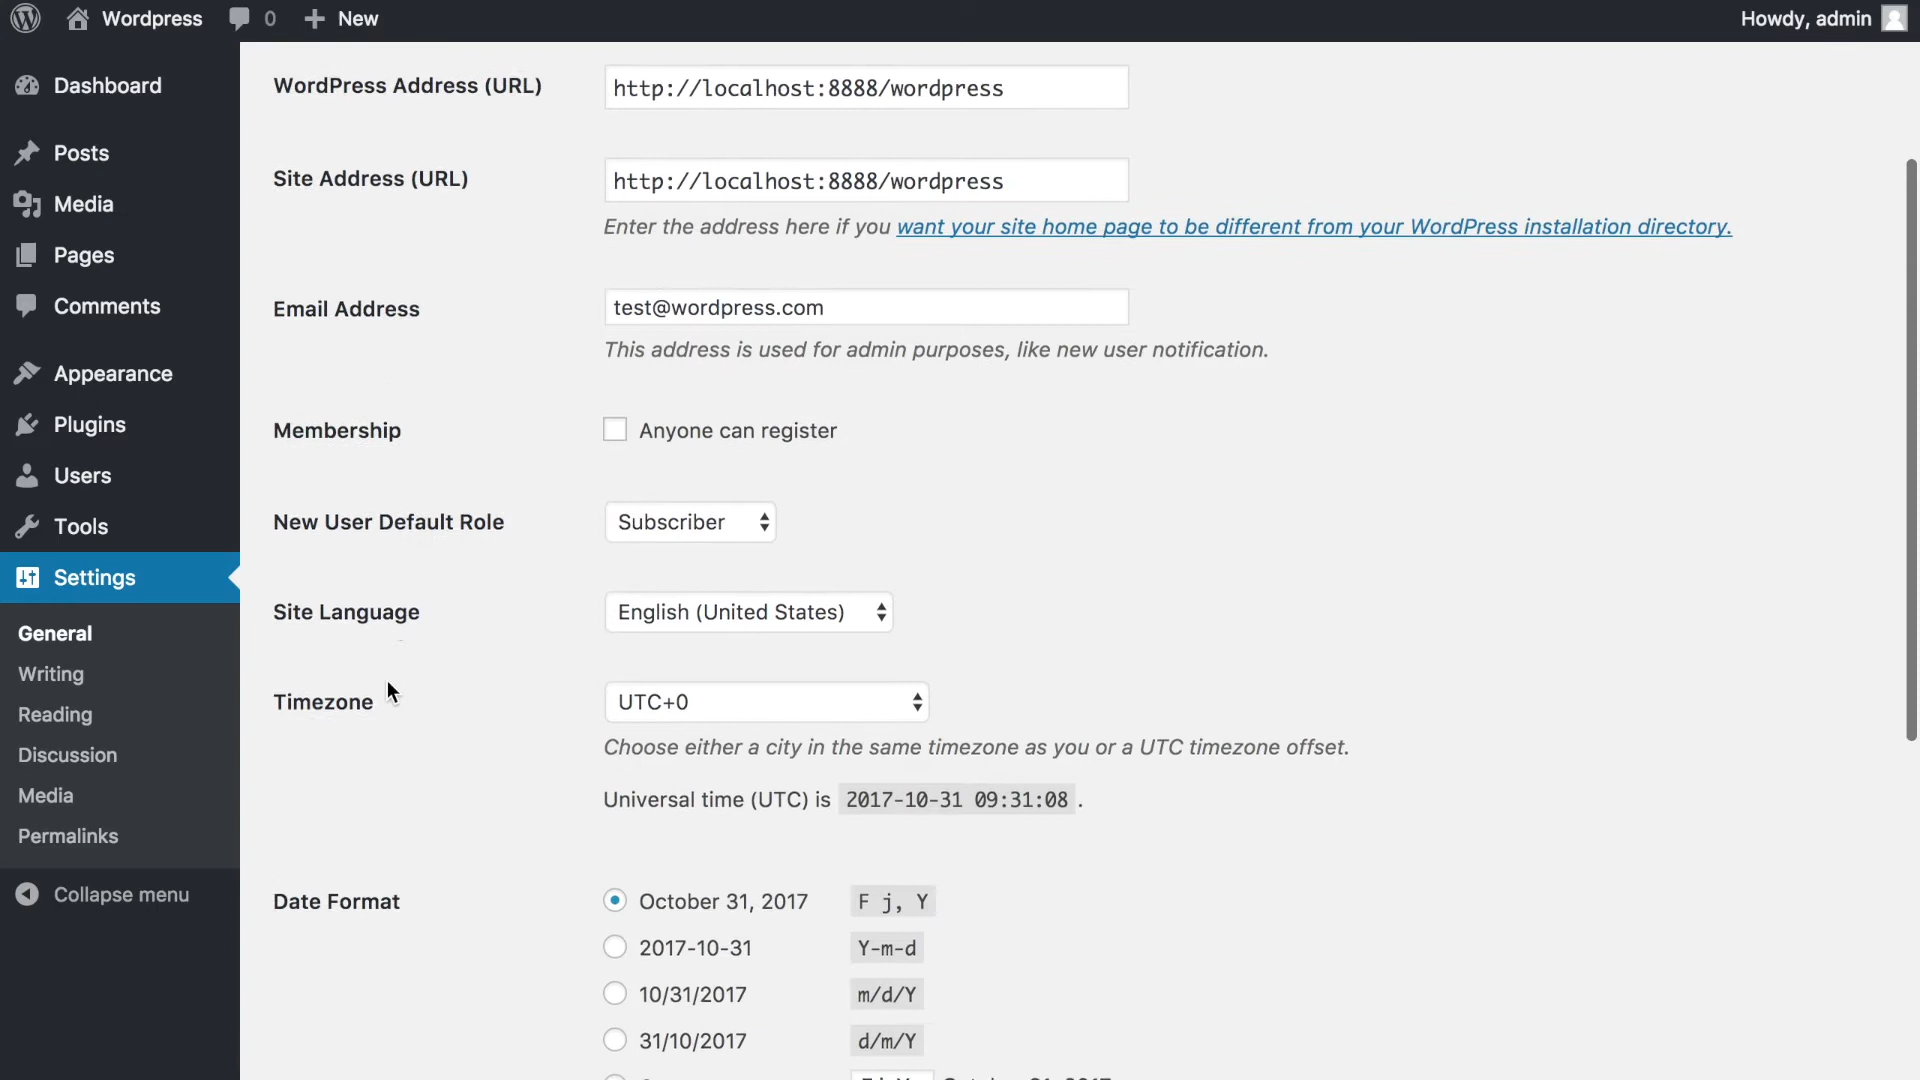 Wordpress 0 New Howdy, admin
Dashboard
Posts
Media
Pages
Comments
Appearance
Plugins
Users
Tools
Settings
General
Writing
Reading
Discussion
Media
Permalinks
Collapse menu
WordPress Address (URL) http://localhost:8888/wordpress
Site Address (URL) http://localhost:8888/wordpress
Enter the address here if you want your site home page to be different from your WordPress installation directory.
Email Address test@wordpress.com
This address is used for admin purposes, like new user notification.
Membership Anyone can register
New User Default Role Subscriber
Site Language English (United States)
Timezone UTC+0
Choose either a city in the same timezone as you or a UTC timezone offset.
Universal time (UTC) is 2017-10-31 09:31:08 .
Date Format October 31, 2017 F j, Y
2017-10-31 Y-m-d
10/31/2017 m/d/Y
31/10/2017 d/m/Y